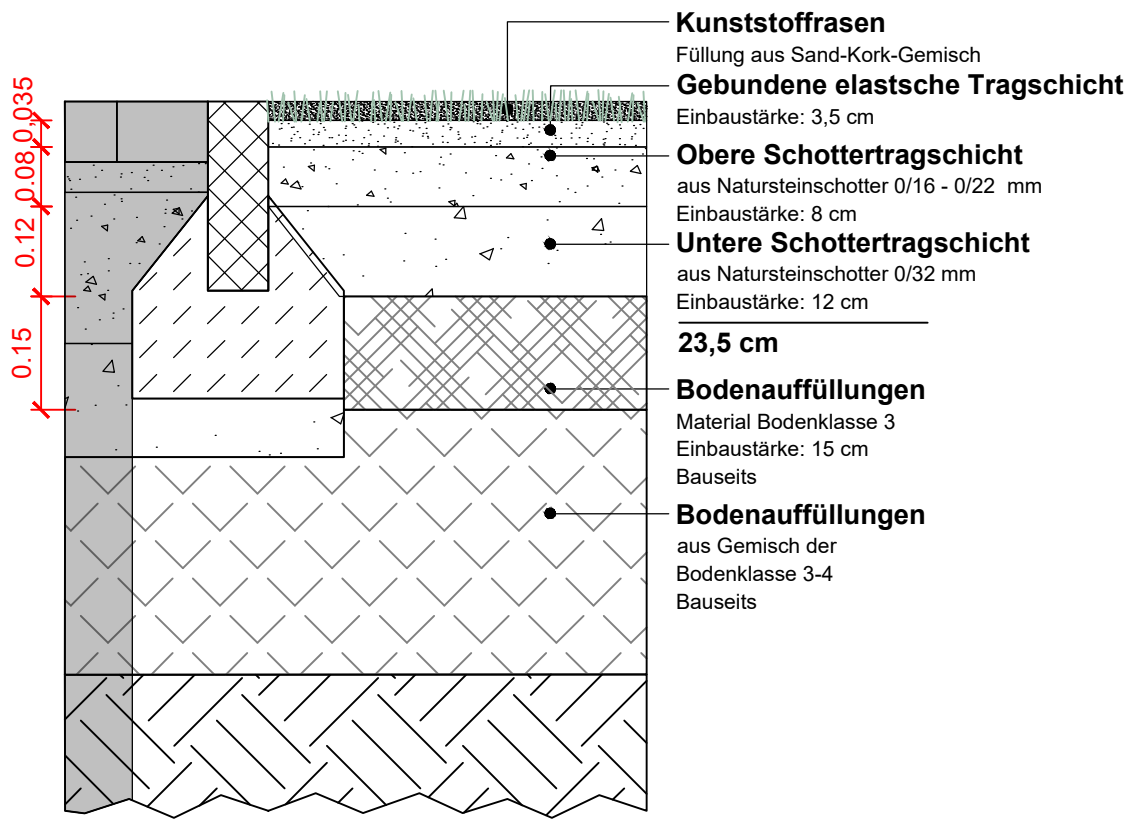 Kunststoffrasen
Füllung aus Sand-Kork-Gemisch
Gebundene elastsche Tragschicht
Einbaustärke: 3,5 cm
Obere Schottertragschicht
aus Natursteinschotter 0/16 - 0/22 mm
Einbaustärke: 8 cm
Untere Schottertragschicht
aus Natursteinschotter 0/32 mm
Einbaustärke: 12 cm
23,5 cm
Bodenauffüllungen
Material Bodenklasse 3
Einbaustärke: 15 cm
Bauseits
Bodenauffüllungen
aus Gemisch der
Bodenklasse 3-4
Bauseits
0,035
0.08
0.12
0.15